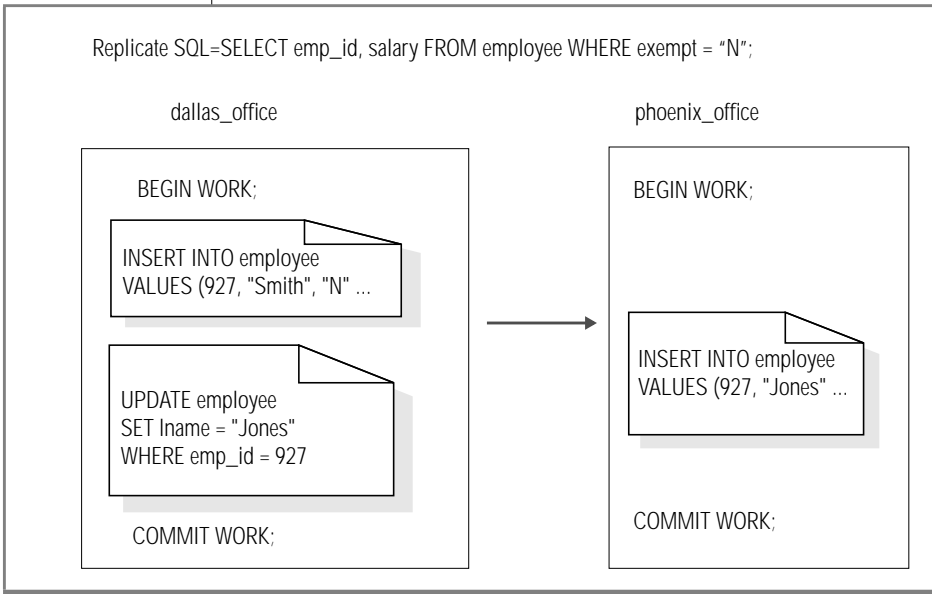 Replicate SQL=SELECT emp_id, salary FROM employee WHERE exempt = “N”;
dallas_office
phoenix_office
BEGIN WORK;
INSERT INTO employee
VALUES (927, "Smith", "N" ...
UPDATE employee
SET lname = "Jones"
WHERE emp_id = 927
COMMIT WORK;
BEGIN WORK;
INSERT INTO employee
VALUES (927, "Jones" ...
COMMIT WORK;